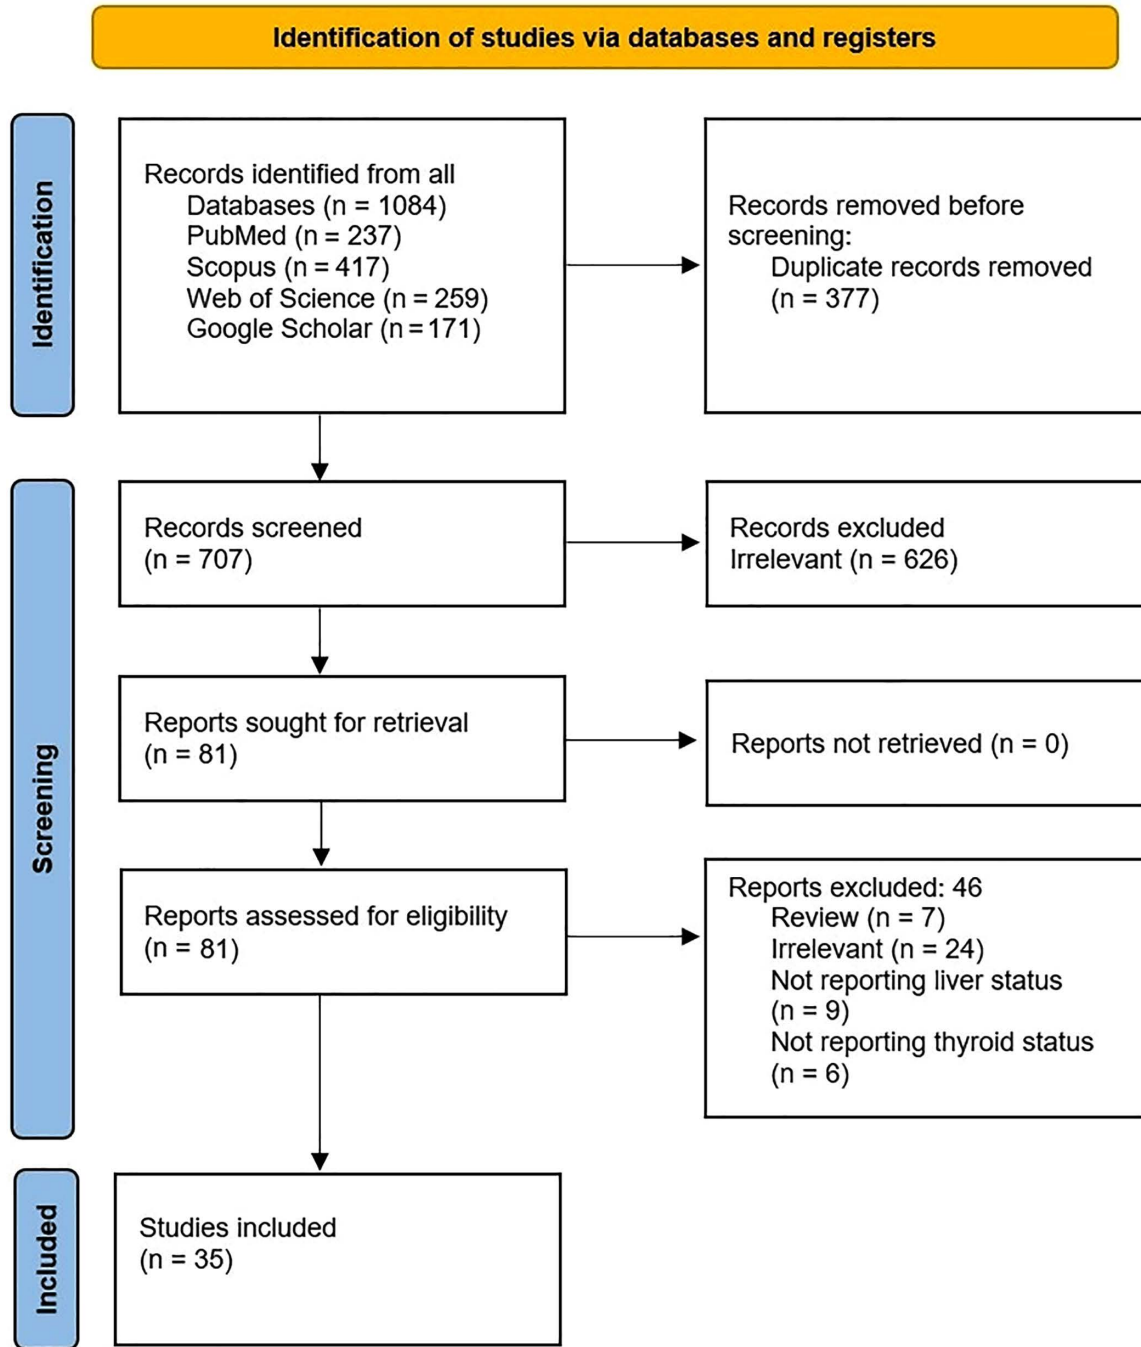 Identification of studies via databases and registers
Identification
Records identified from all
Databases (n = 1084)
PubMed (n = 237)
Scopus (n = 417)
Web of Science (n = 259)
Google Scholar (n = 171)
Records removed before
screening:
Duplicate records removed
(n = 377)
Screening
Records screened
(n = 707)
Records excluded
Irrelevant (n = 626)
Reports sought for retrieval
(n = 81)
Reports not retrieved (n = 0)
Reports assessed for eligibility
(n = 81)
Reports excluded: 46
Review (n = 7)
Irrelevant (n = 24)
Not reporting liver status
(n = 9)
Not reporting thyroid status
(n = 6)
Included
Studies included
(n = 35)